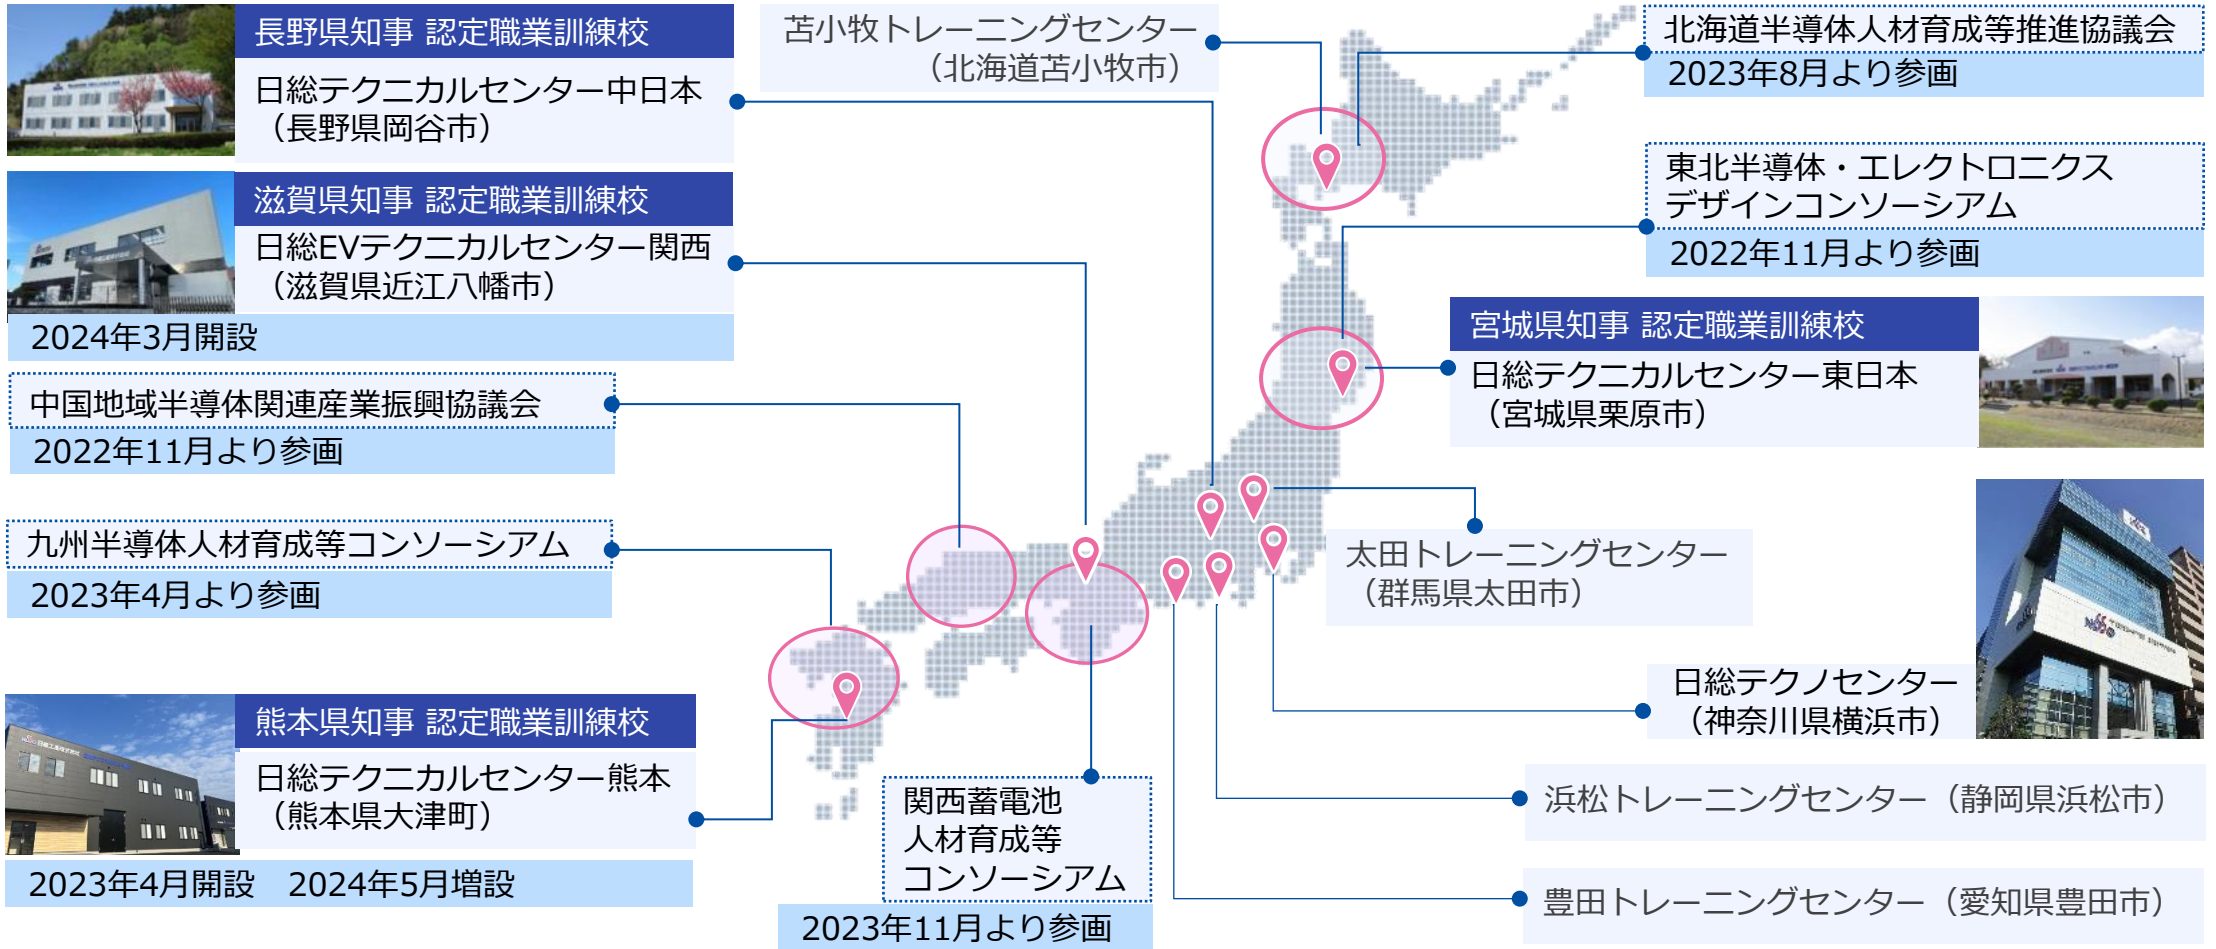 長野県知事 認定職業訓練校
日総テクニカルセンター中日本
（長野県岡谷市）
滋賀県知事 認定職業訓練校
日総EVテクニカルセンター関西
（滋賀県近江八幡市）
2024年3月開設
中国地域半導体関連産業振興協議会
2022年11月より参画
九州半導体人材育成等コンソーシアム
2023年4月より参画
熊本県知事 認定職業訓練校
日総テクニカルセンター熊本
（熊本県大津町）
2023年4月開設　2024年5月増設
苫小牧トレーニングセンター
（北海道苫小牧市）
関西蓄電池
人材育成等
コンソーシアム
2023年11月より参画
北海道半導体人材育成等推進協議会
2023年8月より参画
東北半導体・エレクトロニクス
デザインコンソーシアム
2022年11月より参画
宮城県知事 認定職業訓練校
日総テクニカルセンター東日本
（宮城県栗原市）
太田トレーニングセンター
（群馬県太田市）
日総テクノセンター
（神奈川県横浜市）
浜松トレーニングセンター（静岡県浜松市）
豊田トレーニングセンター（愛知県豊田市）